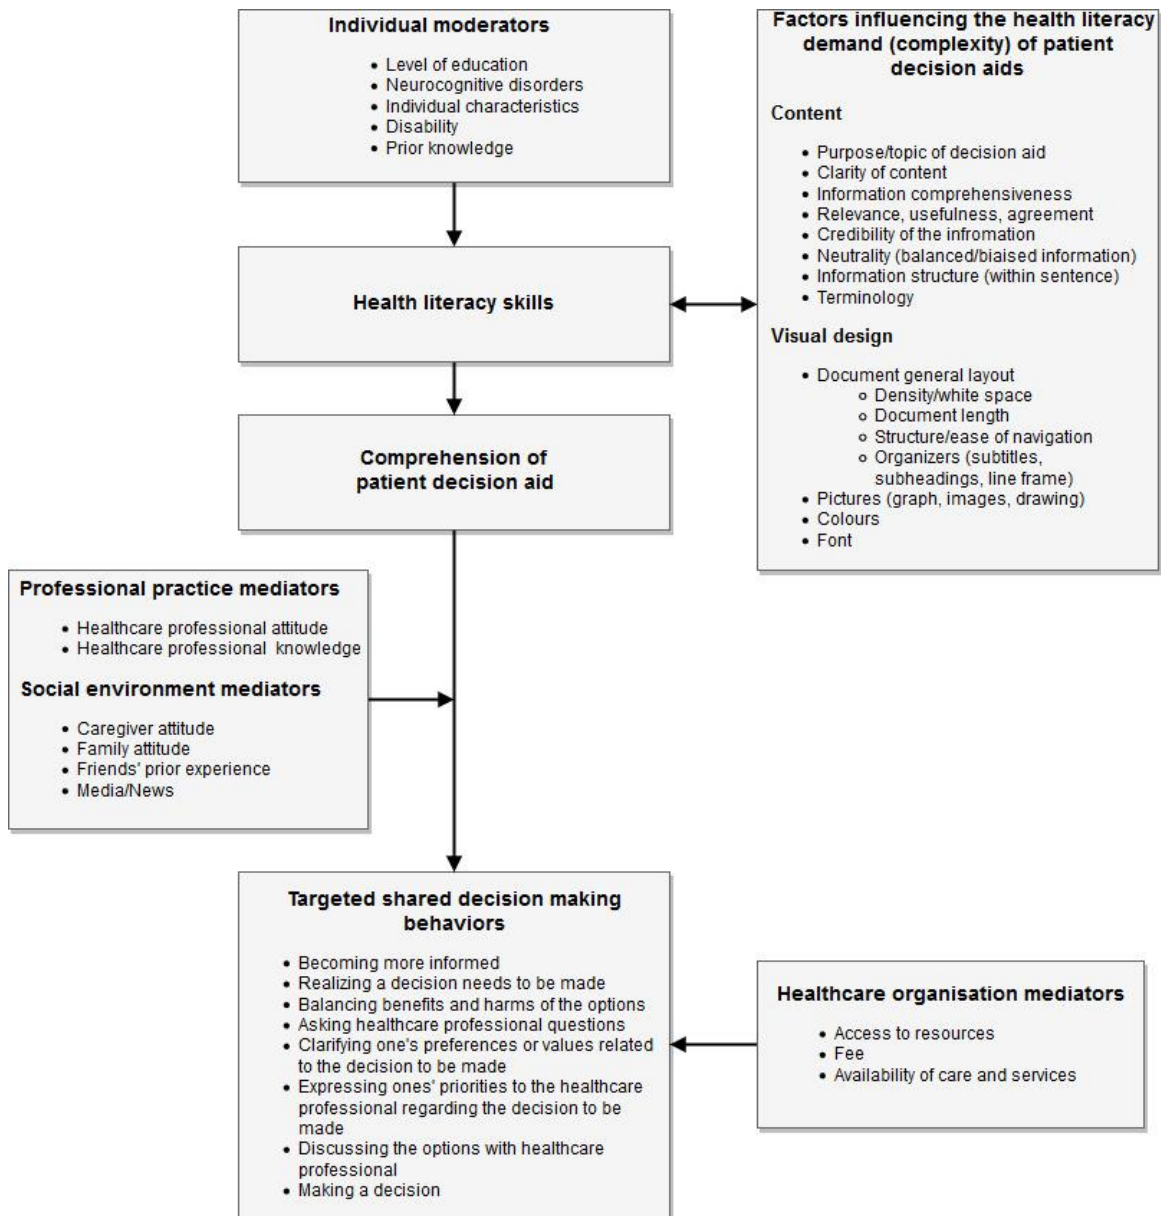 Individual moderators
Level of education
Neurocognitive disorders
Individual characteristics
Disability
Prior knowledge
Factors influencing the health literacy
demand (complexity) of patient
decision aids
Content
Purpose/topic of decision aid
Clarity of content
Information comprehensiveness
Relevance, usefulness, agreement
Credibility of the infromation
Neutrality (balanced/biaised information)
Information structure (within sentence)
Terminology
Visual design
Document general layout
Density/white space
Document length
Structure/ease of navigation
Organizers (subtitles,
subheadings, line frame)
Pictures (graph, images, drawing)
Colours
Font
Health literacy skills
Comprehension of
patient decision aid
Professional practice mediators
Healthcare professional attitude
Healthcare professional knowledge
Social environment mediators
Caregiver attitude
Family attitude
Friends' prior experience
Media/News
Targeted shared decision making
behaviors
Becoming more informed
Realizing a decision needs to be made
Balancing benefits and harms of the options
Asking healthcare professional questions
Clarifying one's preferences or values related
to the decision to be made
Expressing ones' priorities to the healthcare
professional regarding the decision to be
made
Discussing the options with healthcare
professional
Making a decision
Healthcare organisation mediators
Access to resources
Fee
Availability of care and services